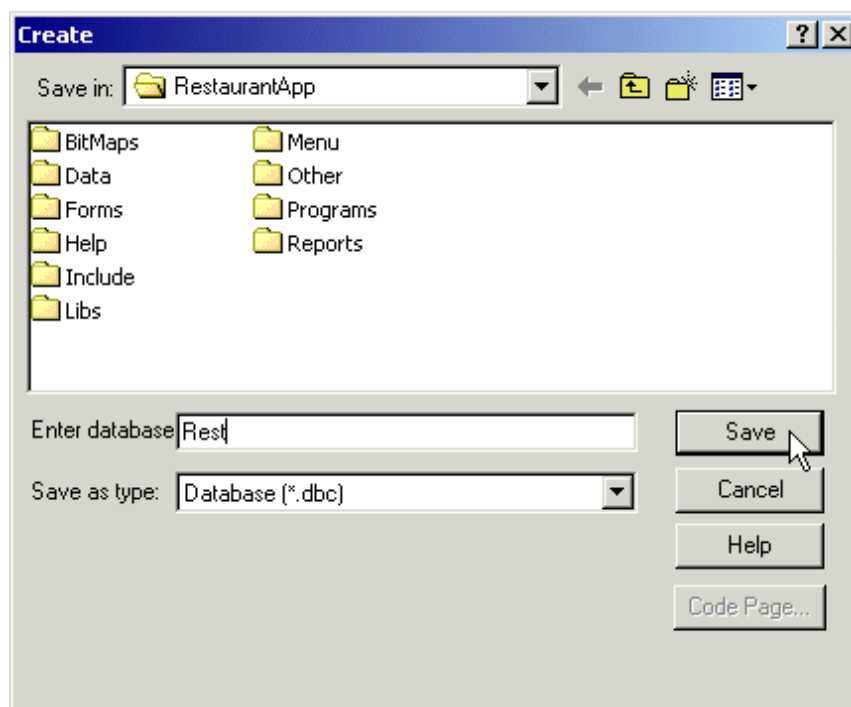 Create
Save in: RestaurantApp
BitMaps Menu
Data Other
Forms Programs
Help Reports
Include
Libs
Enter database Rest Save
Save as type: Database (*.dbc) Cancel
Help
Code Page...